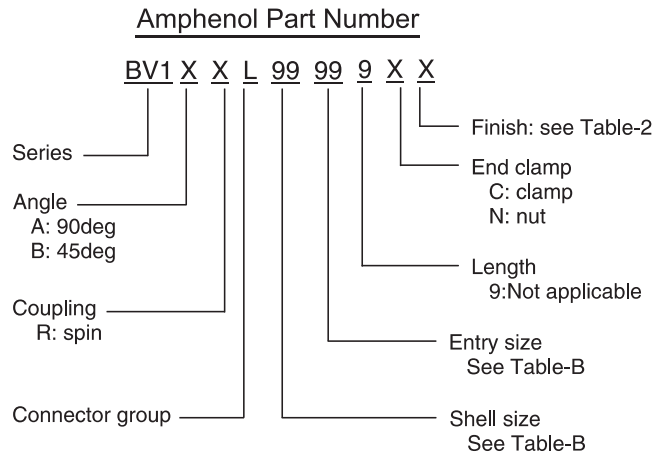 Amphenol Part Number
BV1 X X L 99 99 9 X X
Series
Angle
A: 90deg
B: 45deg
Coupling
R: spin
Connector group
Finish: see Table-2
End clamp
C: clamp
N: nut
Length
9:Not applicable
Entry size
See Table-B
Shell size
See Table-B